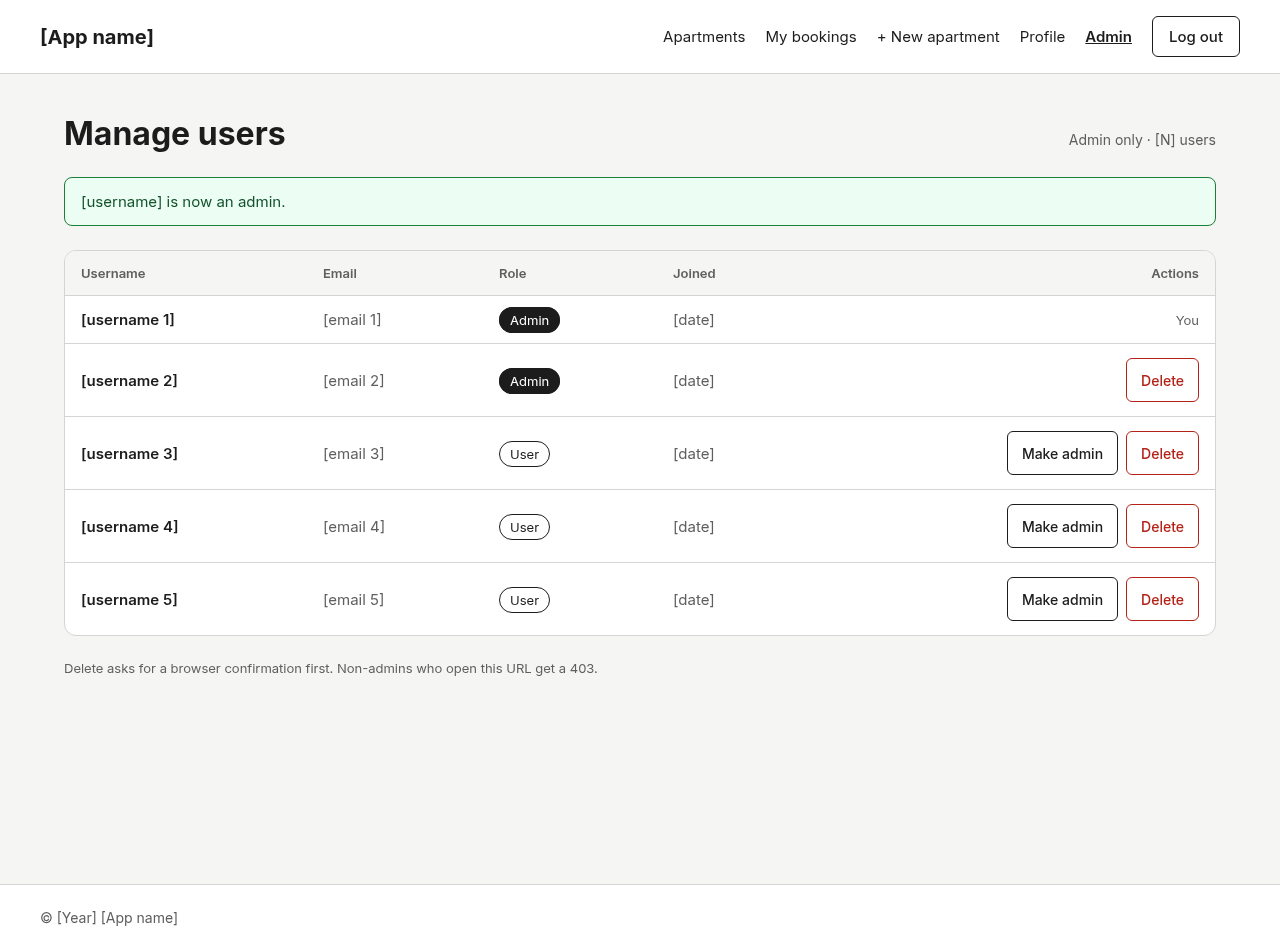 [App name] Apartments My bookings + New apartment Profile Admin Log out
Manage users Admin only · [N] users
[username] is now an admin.
Username Email Role Joined Actions
[username 1] [email 1] Admin [date] You
[username 2] [email 2] Admin [date] Delete
[username 3] [email 3] User [date] Make admin Delete
[username 4] [email 4] User [date] Make admin Delete
[username 5] [email 5] User [date] Make admin Delete
Delete asks for a browser confirmation first. Non-admins who open this URL get a 403.
© [Year] [App name]